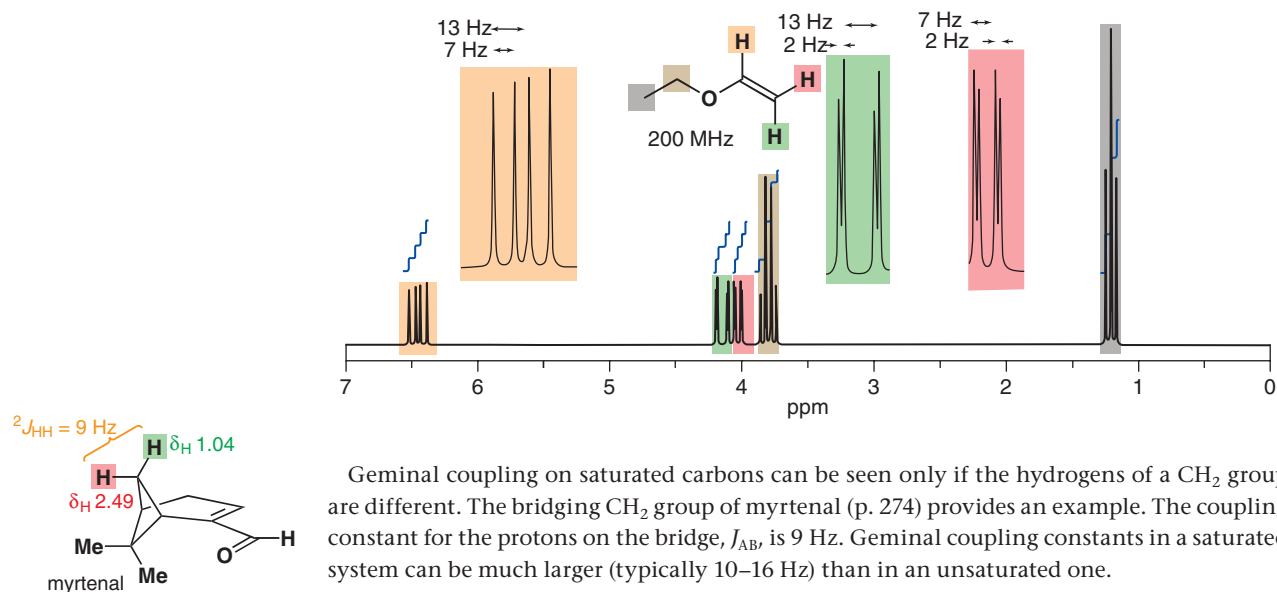 13 Hz
7 Hz
13 Hz
2 Hz
7 Hz
2 Hz
H
H
O
H
200 MHz
7 6 5 4 3 2 1 0
ppm
²J_HH = 9 Hz
H δ_H 1.04
H
δ_H 2.49
Me
Me
O
H
myrtenal
Geminal coupling on saturated carbons can be seen only if the hydrogens of a CH₂ group
are different. The bridging CH₂ group of myrtenal (p. 274) provides an example. The coupling
constant for the protons on the bridge, J_AB, is 9 Hz. Geminal coupling constants in a saturated
system can be much larger (typically 10–16 Hz) than in an unsaturated one.